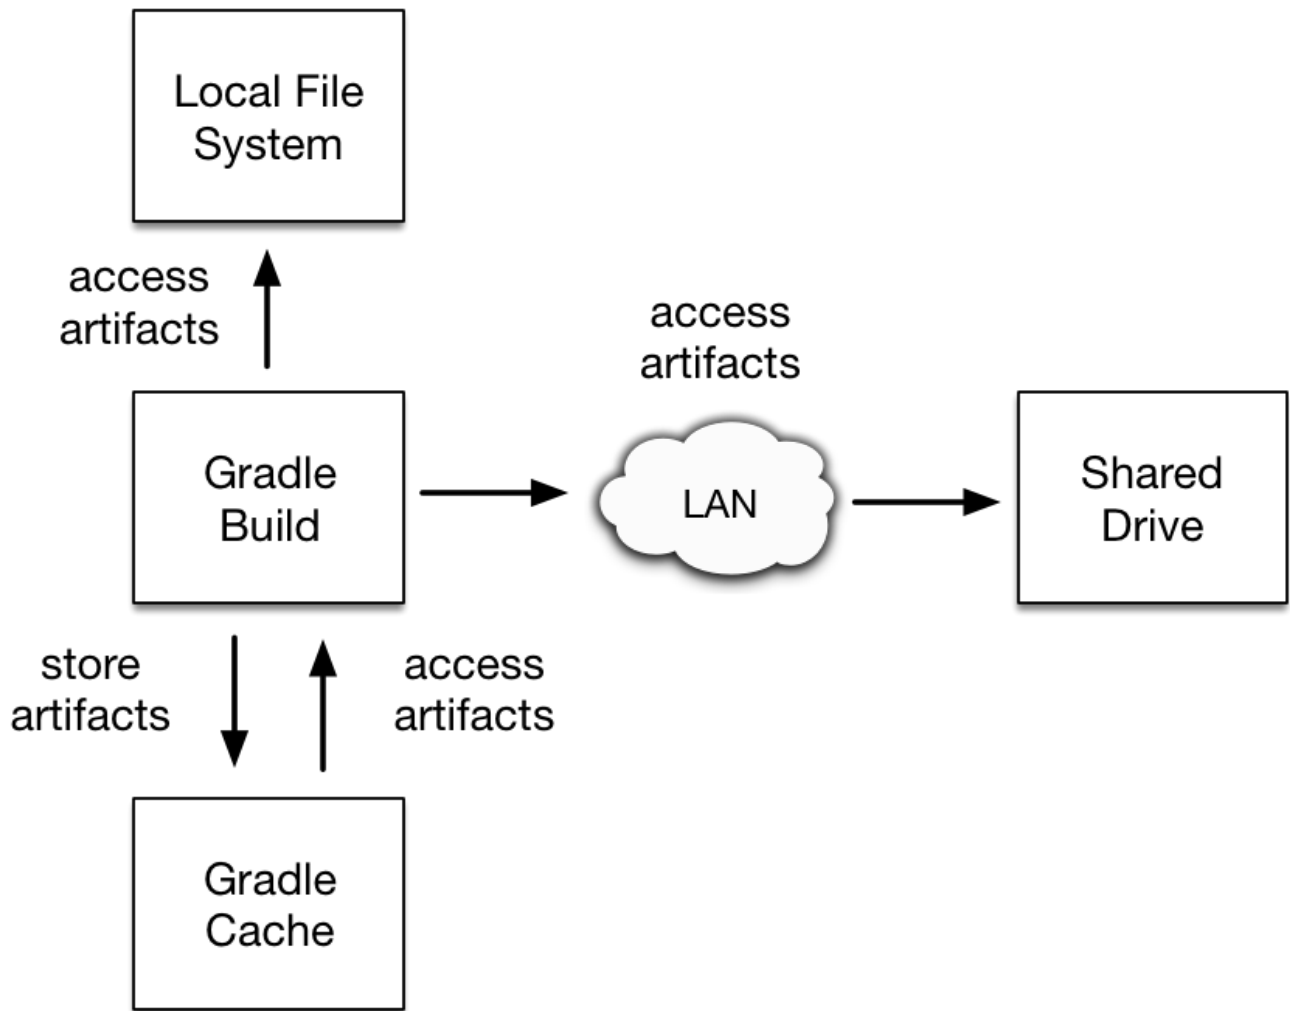 Local File
System
access
artifacts
access
artifacts
Gradle
Build
LAN
Shared
Drive
store
artifacts
access
artifacts
Gradle
Cache